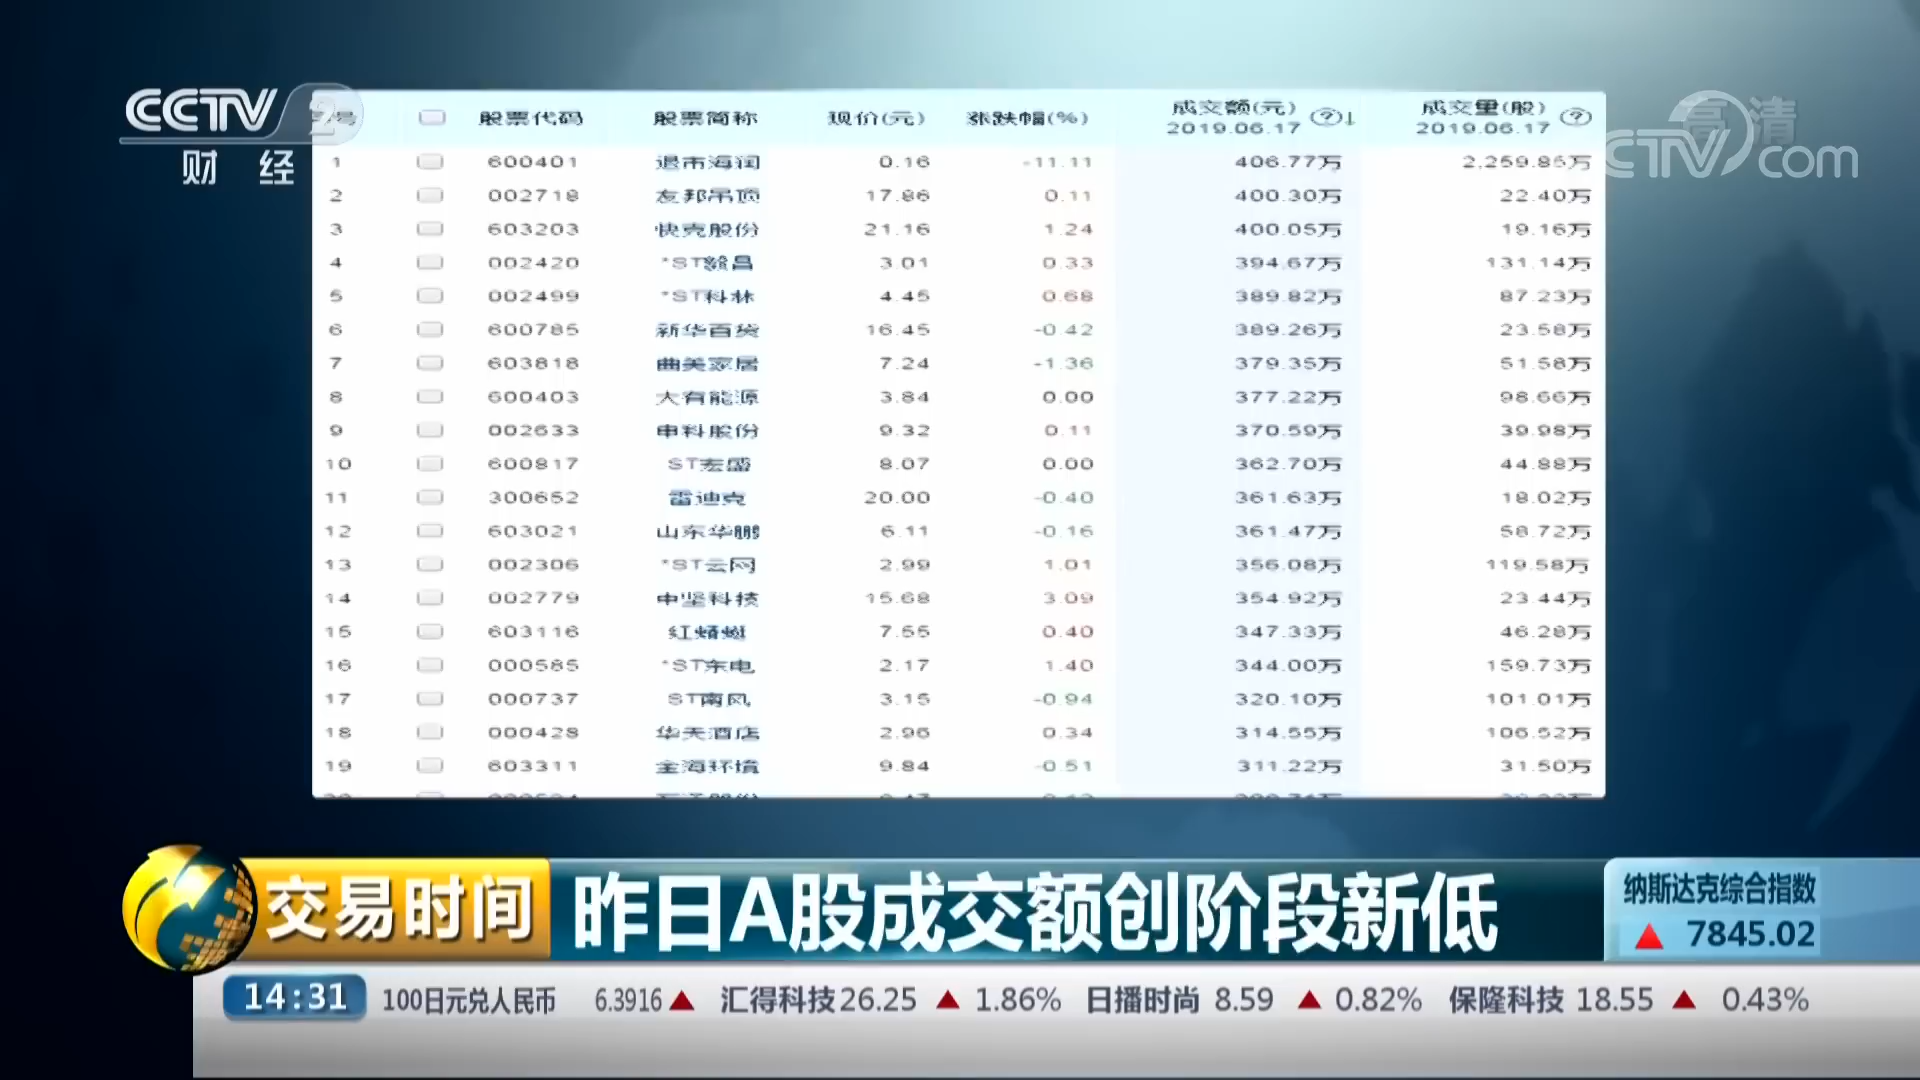 CCTV 2
财 经
高清
CTV com
号 股票代码 股票简称 现价(元) 涨跌幅(%) 成交额(元) 2019.06.17 ?↓ 成交量(股) 2019.06.17 ?
1 600401 退市海润 0.16 -11.11 406.77万 2,259.85万
2 002718 友邦吊顶 17.86 0.11 400.30万 22.40万
3 603203 快克股份 21.16 1.24 400.05万 19.16万
4 002420 *ST毅昌 3.01 0.33 394.67万 131.14万
5 002499 *ST科林 4.45 0.68 389.82万 87.23万
6 600785 新华百货 16.45 -0.42 389.26万 23.58万
7 603818 曲美家居 7.24 -1.36 379.35万 51.58万
8 600403 大有能源 3.84 0.00 377.22万 98.66万
9 002633 申科股份 9.32 0.11 370.59万 39.98万
10 600817 ST宏盛 8.07 0.00 362.70万 44.88万
11 300652 雷迪克 20.00 -0.40 361.63万 18.02万
12 603021 山东华鹏 6.11 -0.16 361.47万 58.72万
13 002306 *ST云网 2.99 1.01 356.08万 119.58万
14 002779 中坚科技 15.68 3.09 354.92万 23.44万
15 603116 红蜻蜓 7.55 0.40 347.33万 46.28万
16 000585 *ST东电 2.17 1.40 344.00万 159.73万
17 000737 ST南风 3.15 -0.94 320.10万 101.01万
18 000428 华天酒店 2.96 0.34 314.55万 106.52万
19 603311 金海环境 9.84 -0.51 311.22万 31.50万
交易时间 昨日A股成交额创阶段新低
纳斯达克综合指数
▲ 7845.02
14:31 100日元兑人民币 6.3916▲ 汇得科技26.25 ▲ 1.86% 日播时尚 8.59 ▲ 0.82% 保隆科技 18.55 ▲ 0.43%